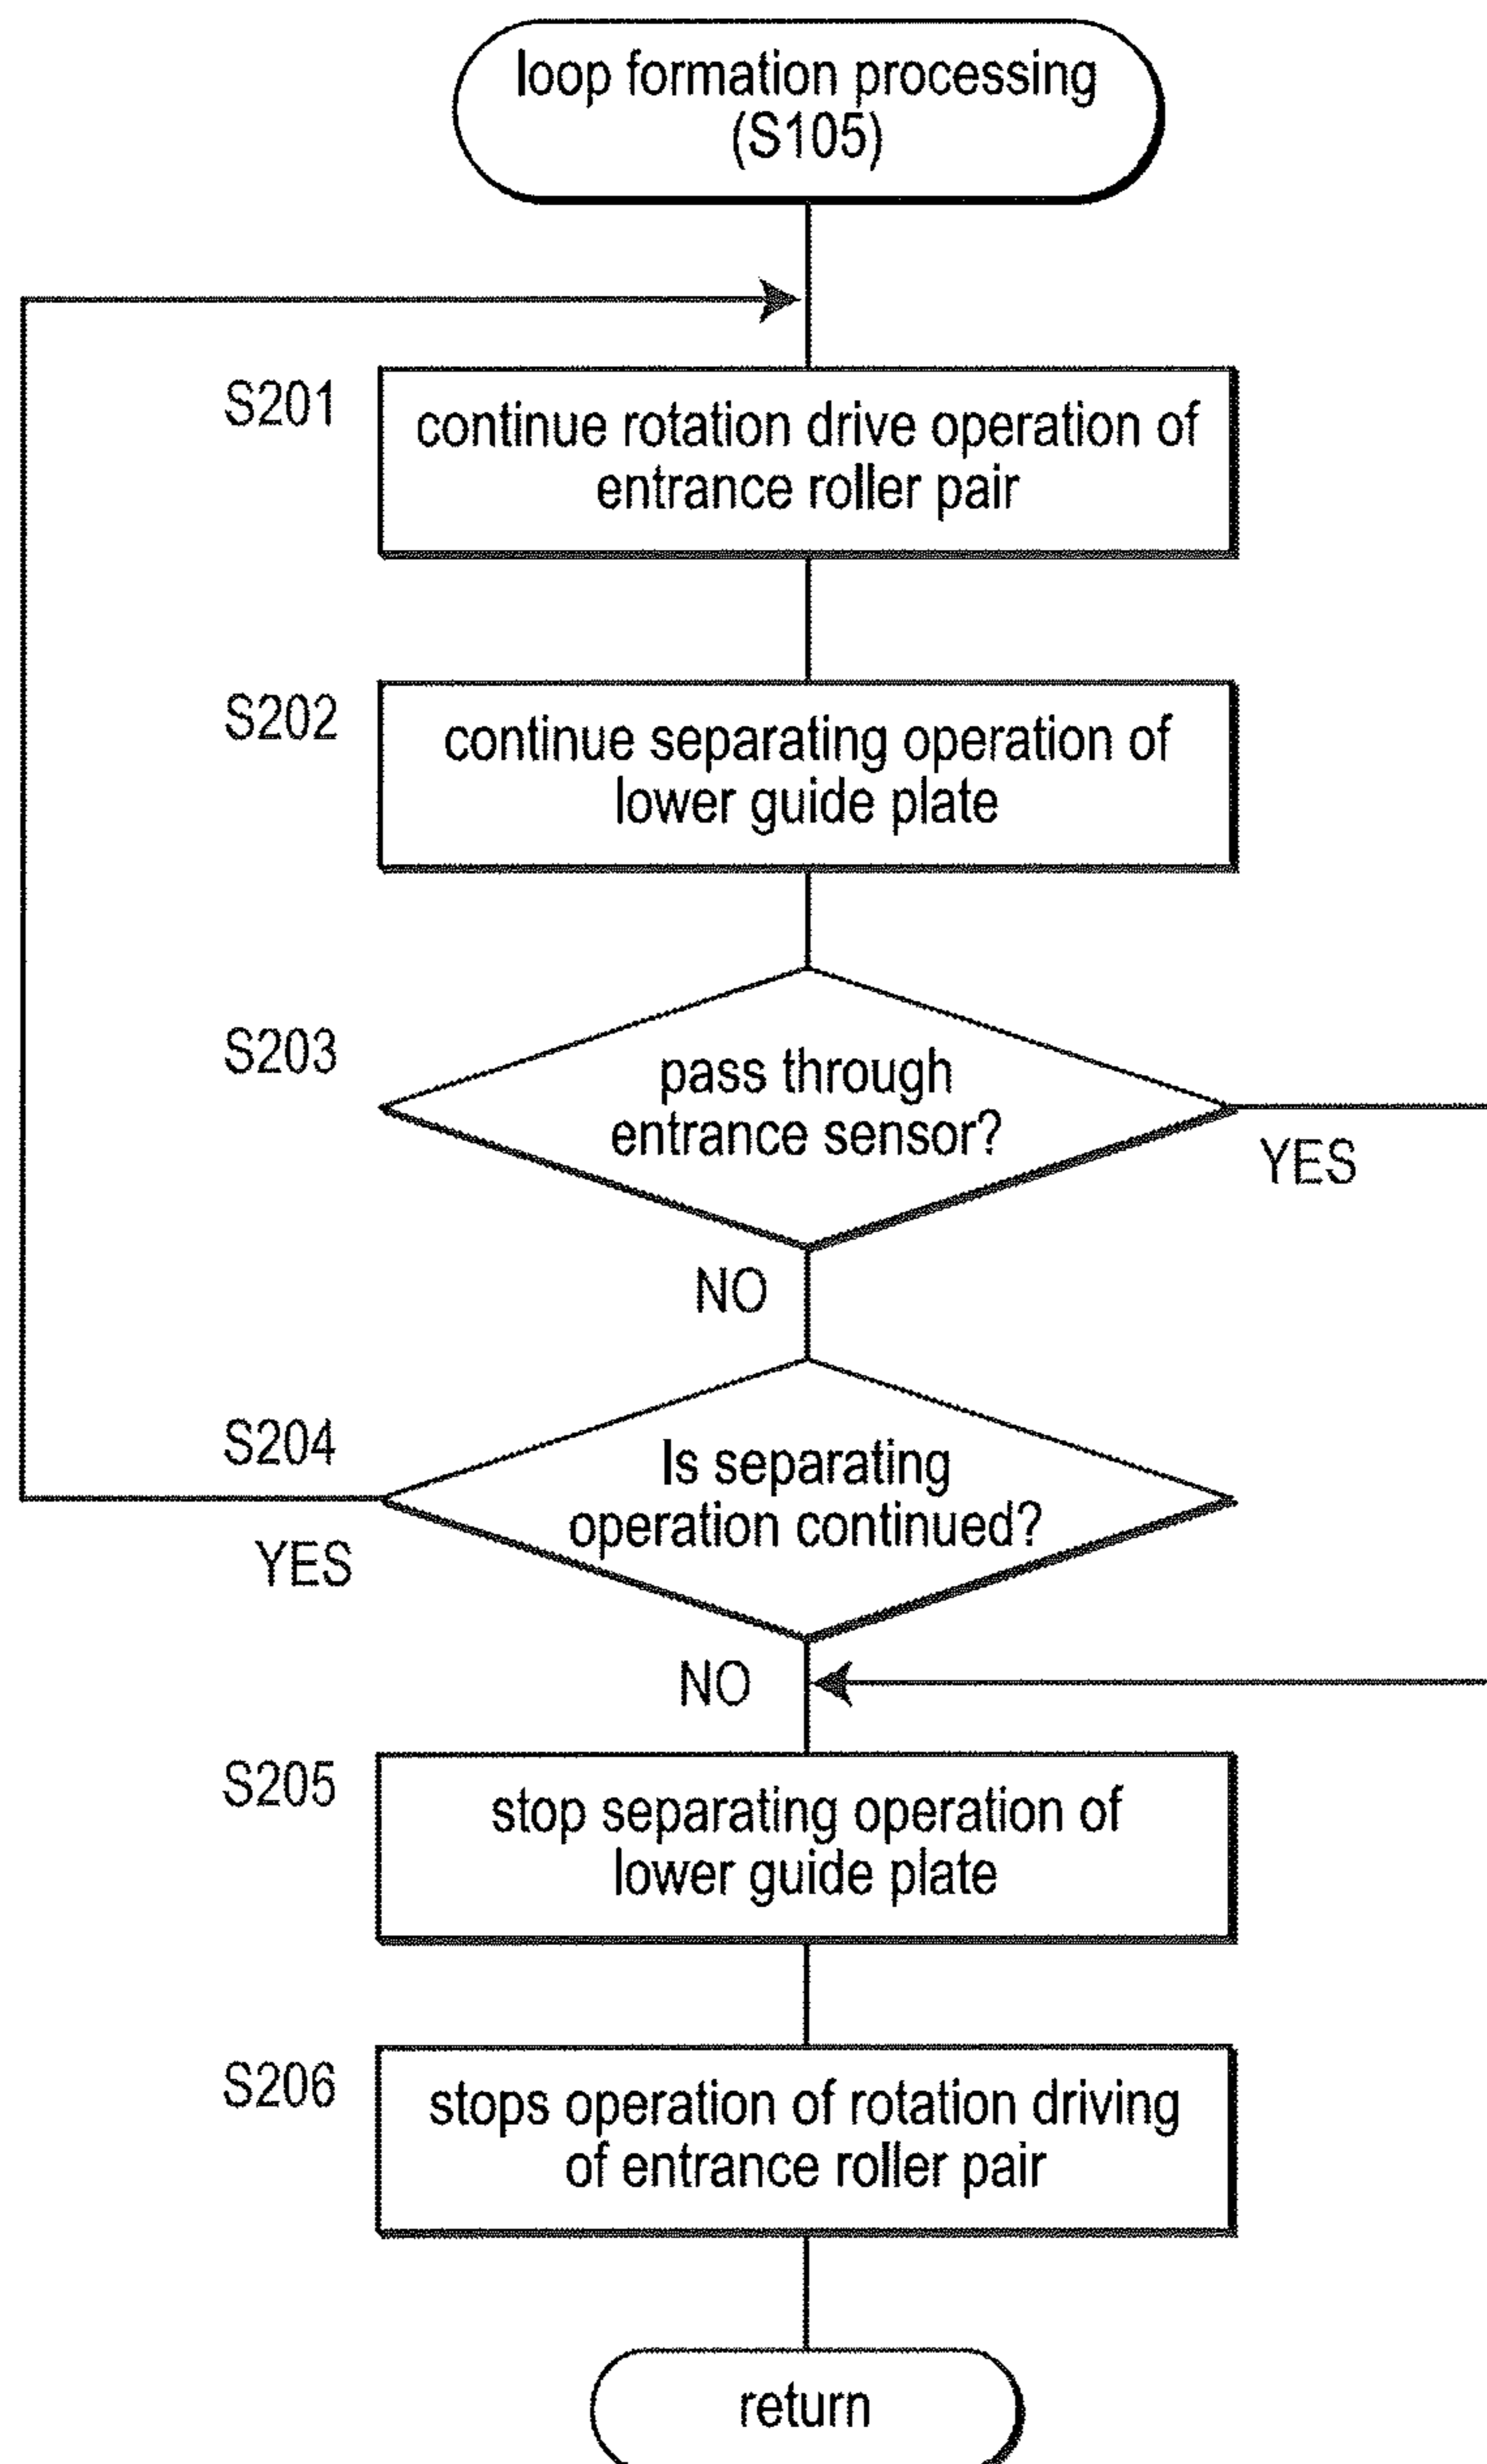 loop formation processing
(S105)
S201
continue rotation drive operation of
entrance roller pair
S202
continue separating operation of
lower guide plate
S203
pass through
entrance sensor?
YES
NO
S204
Is separating
operation continued?
YES
NO
S205
stop separating operation of
lower guide plate
S206
stops operation of rotation driving
of entrance roller pair
return